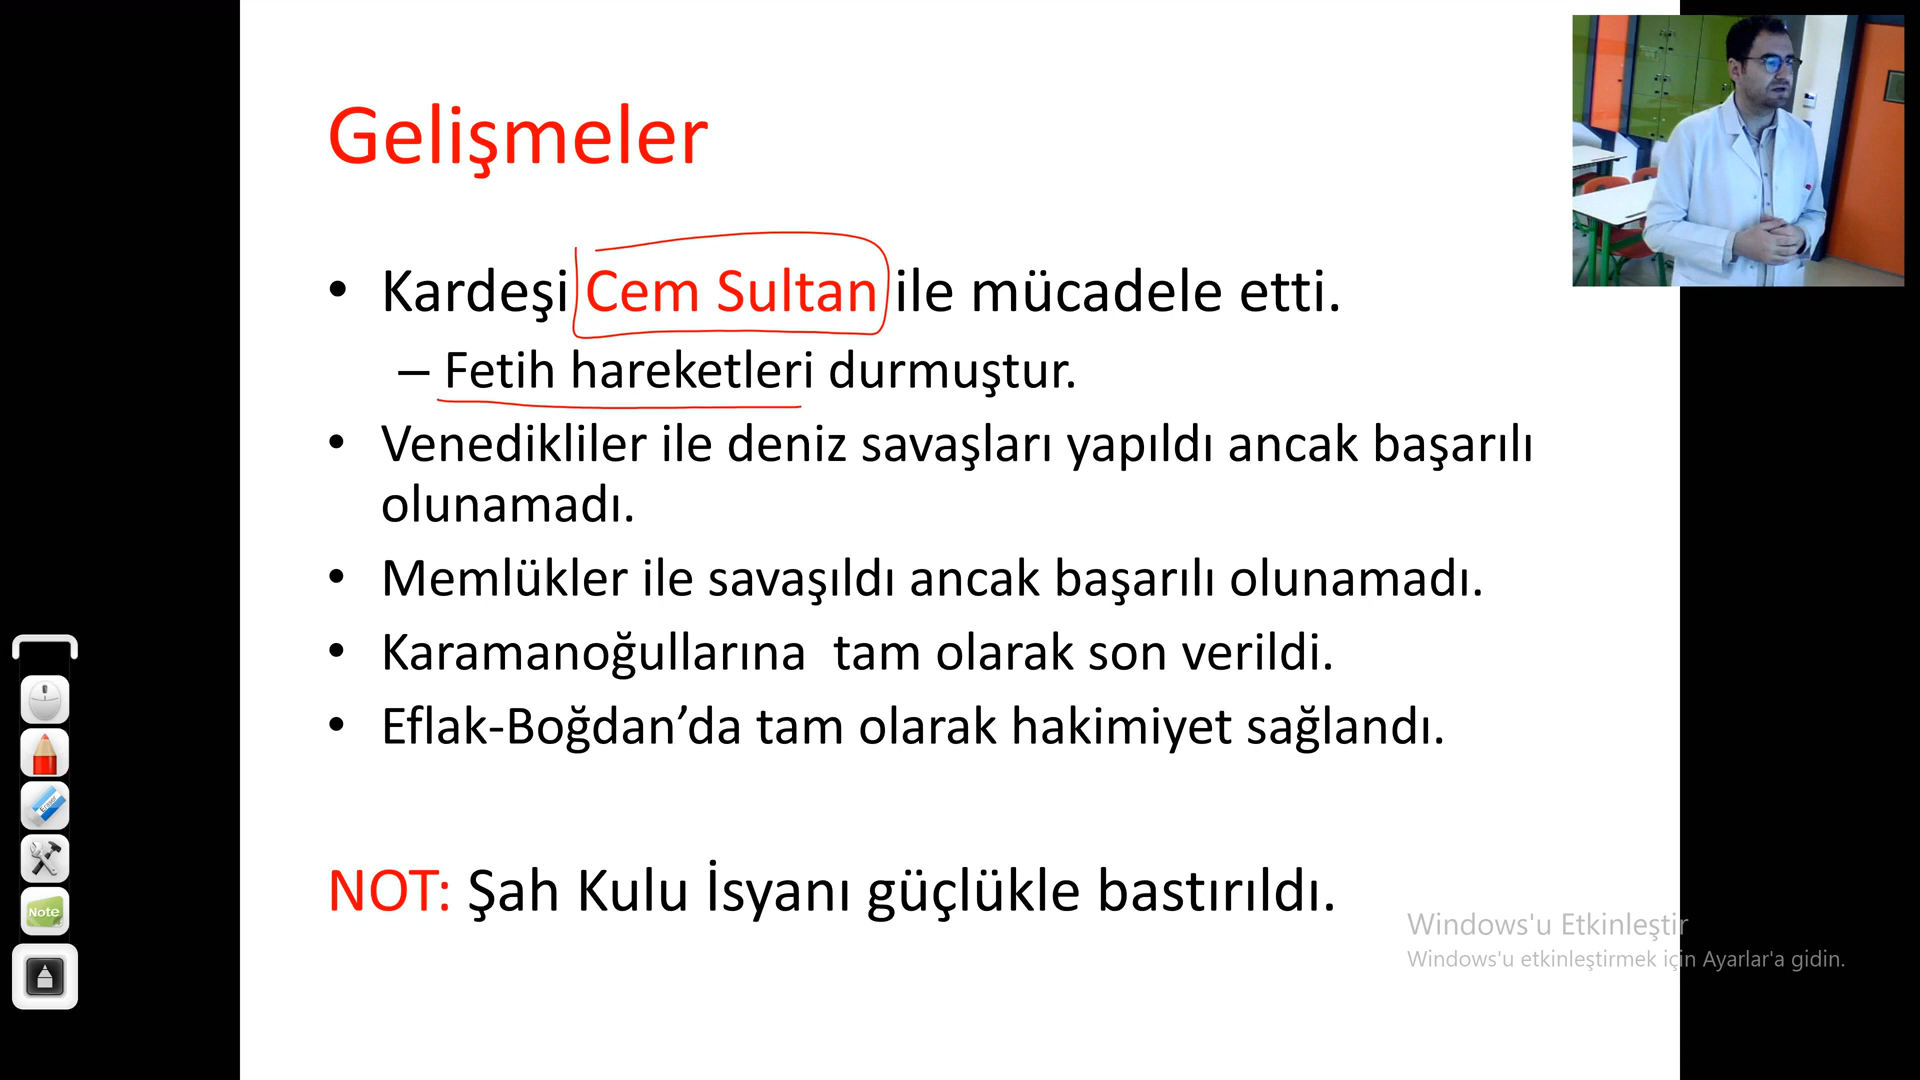 Gelişmeler
• Kardeşi Cem Sultan ile mücadele etti.
– Fetih hareketleri durmuştur.
• Venedikliler ile deniz savaşları yapıldı ancak başarılı
olunamadı.
• Memlükler ile savaşıldı ancak başarılı olunamadı.
• Karamanoğullarına  tam olarak son verildi.
• Eflak-Boğdan’da tam olarak hakimiyet sağlandı.
NOT: Şah Kulu İsyanı güçlükle bastırıldı.
Note
Windows'u Etkinleştir
Windows'u etkinleştirmek için Ayarlar'a gidin.